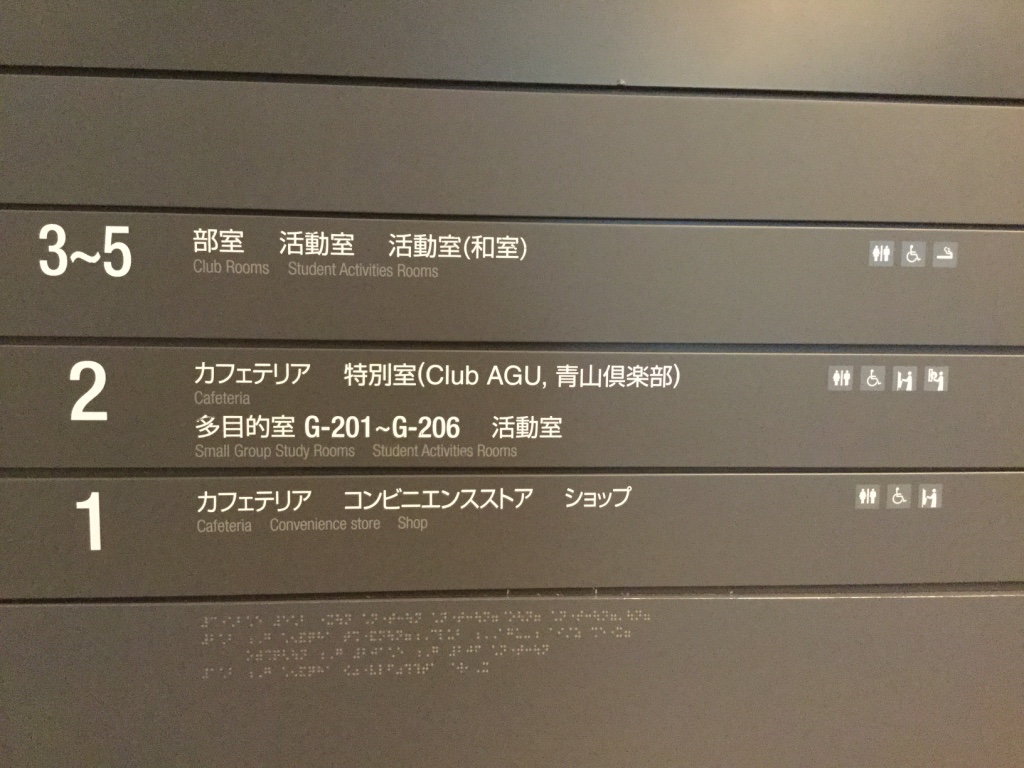 3~5 部室 活動室 活動室(和室)
Club Rooms Student Activities Rooms
2 カフェテリア 特別室(Club AGU, 青山倶楽部)
Cafeteria
多目的室 G-201~G-206 活動室
Small Group Study Rooms Student Activities Rooms
1 カフェテリア コンビニエンスストア ショップ
Cafeteria Convenience store Shop